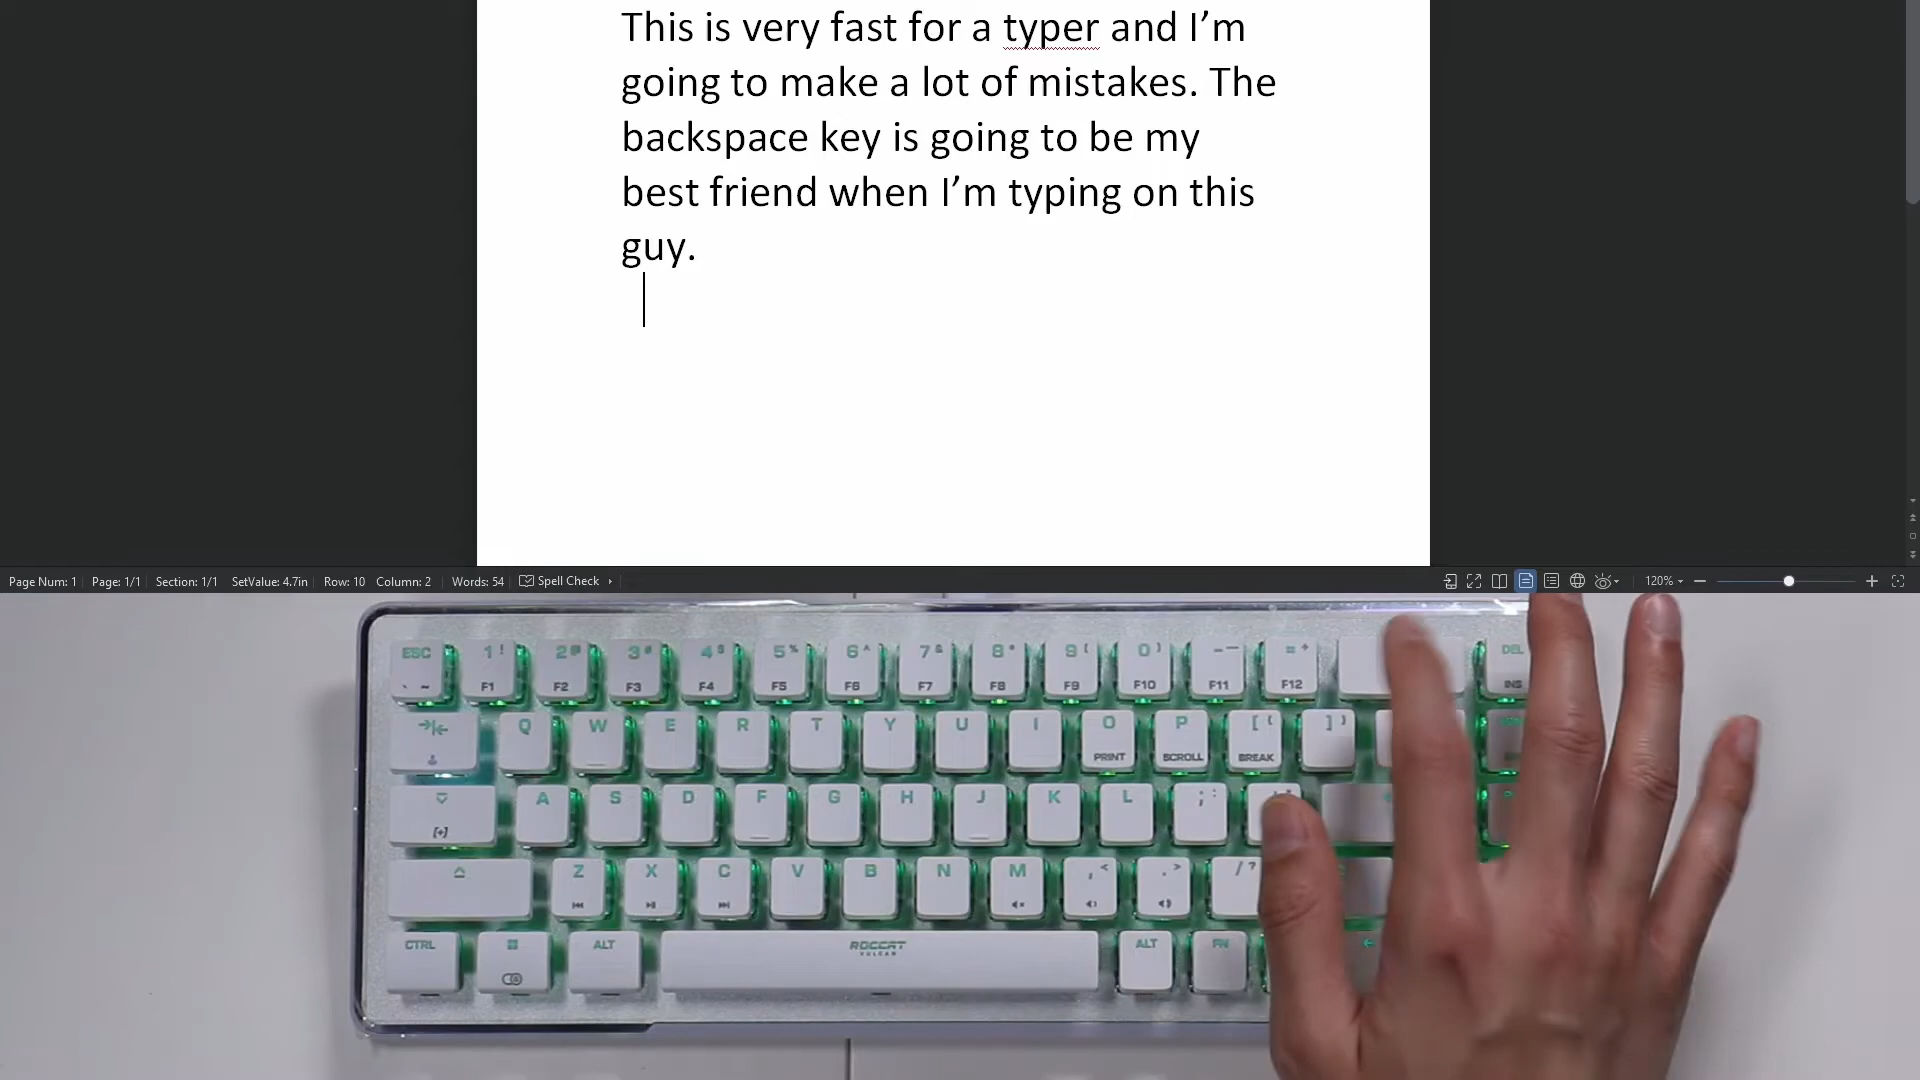 This is very fast for a typer and I’m
going to make a lot of mistakes. The
backspace key is going to be my
best friend when I’m typing on this
guy.
Page Num: 1 Page: 1/1 Section: 1/1 SetValue: 4.7in Row: 10 Column: 2 Words: 54 Spell Check 120%
ESC 1 ! 2 @ 3 # 4 $ 5 % 6 ^ 7 & 8 * 9 ( 0 ) - _ = + DEL
` ~ F1 F2 F3 F4 F5 F6 F7 F8 F9 F10 F11 F12 INS
Q W E R T Y U I O P [ { ] }
PRINT SCROLL BREAK
A S D F G H J K L ; :
Z X C V B N M , < . > / ?
CTRL ALT ROCCAT ALT FN
VULCAN